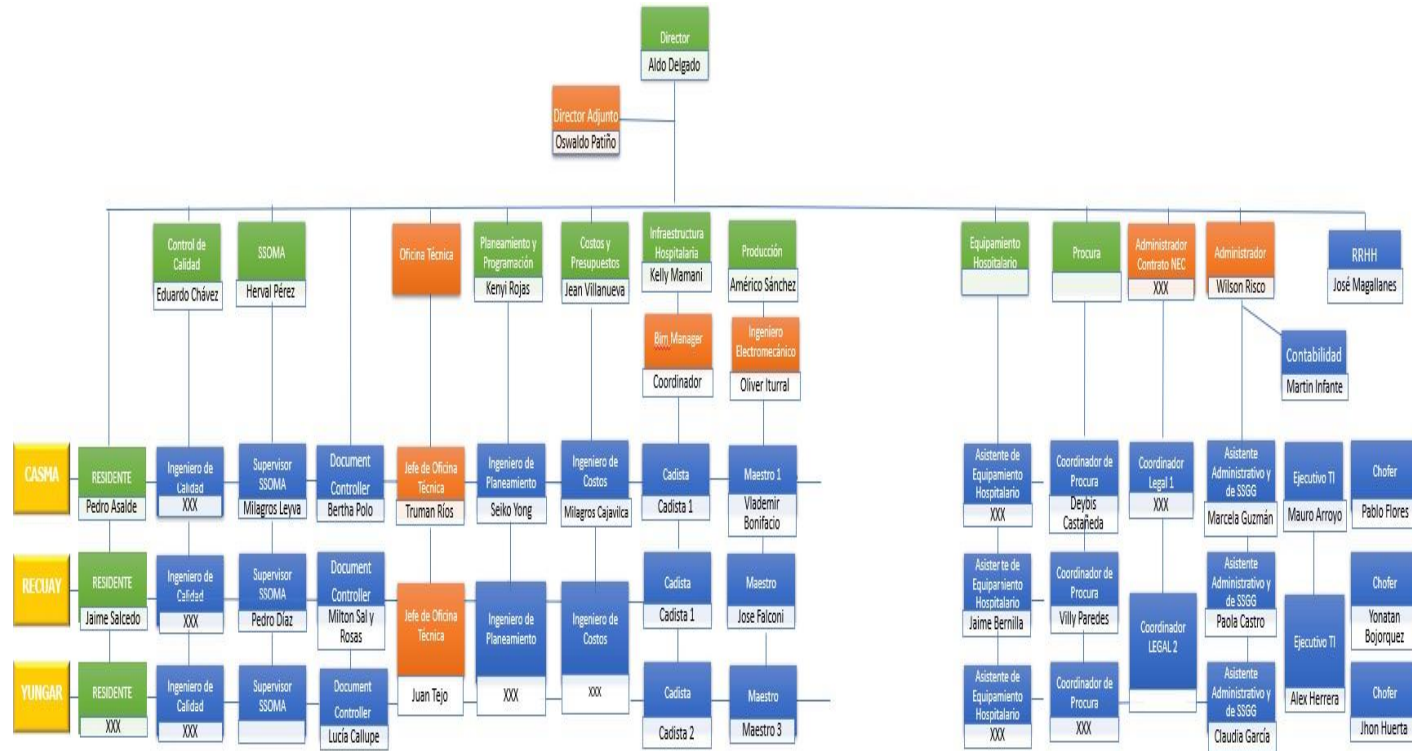 Director
Aldo Delgado
Director Adjunto
Oswaldo Patiño
Control de
Calidad
Eduardo Chávez
SSOMA
Herval Pérez
Oficina Técnica
Planeamiento y
Programación
Kenyi Rojas
Costos y
Presupuestos
Jean Villanueva
Infraestructura
Hospitalaria
Kelly Mamani
Producción
Américo Sánchez
Equipamiento
Hospitalario
Procura
Administrador
Contrato NEC
XXX
Administrador
Wilson Risco
RRHH
José Magallanes
Bim Manager
Coordinador
Ingeniero
Electromecánico
Oliver Iturral
Contabilidad
Martin Infante
CASMA
RESIDENTE
Pedro Asalde
Ingeniero de
Calidad
XXX
Supervisor
SSOMA
Milagros Leyva
Document
Controller
Bertha Polo
Jefe de Oficina
Técnica
Truman Ríos
Ingeniero de
Planeamiento
Seiko Yong
Ingeniero de
Costos
Milagros Cajavilca
Cadista
Cadista 1
Maestro 1
Vlademir
Bonifacio
Asistente de
Equipamiento
Hospitalario
XXX
Coordinador de
Procura
Deybis
Castañeda
Coordinador
Legal 1
XXX
Asistente
Administrativo y
de SSGG
Marcela Guzmán
Ejecutivo TI
Mauro Arroyo
Chofer
Pablo Flores
RECUAY
RESIDENTE
Jaime Salcedo
Ingeniero de
Calidad
XXX
Supervisor
SSOMA
Pedro Díaz
Document
Controller
Milton Sal y
Rosas
Jefe de Oficina
Técnica
Juan Tejo
Ingeniero
de
Planeamiento
XXX
Ingeniero de
Costos
XXX
Cadista
Cadista 1
Maestro
Jose Falconi
Asistente de
Equipamiento
Hospitalario
Jaime Bernilla
Coordinador de
Procura
Villy Paredes
Coordinador
LEGAL 2
Asistente
Administrativo y
de SSGG
Paola Castro
Ejecutivo TI
Alex Herrera
Chofer
Yonatan
Bojorquez
YUNGAR
RESIDENTE
XXX
Ingeniero de
Calidad
XXX
Supervisor
SSOMA
Document
Controller
Lucía Callupe
Cadista
Cadista 2
Maestro
Maestro 3
Asistente de
Equipamiento
Hospitalario
XXX
Coordinador de
Procura
XXX
Asistente
Administrativo y
de SSGG
Claudia García
Chofer
Jhon Huerta